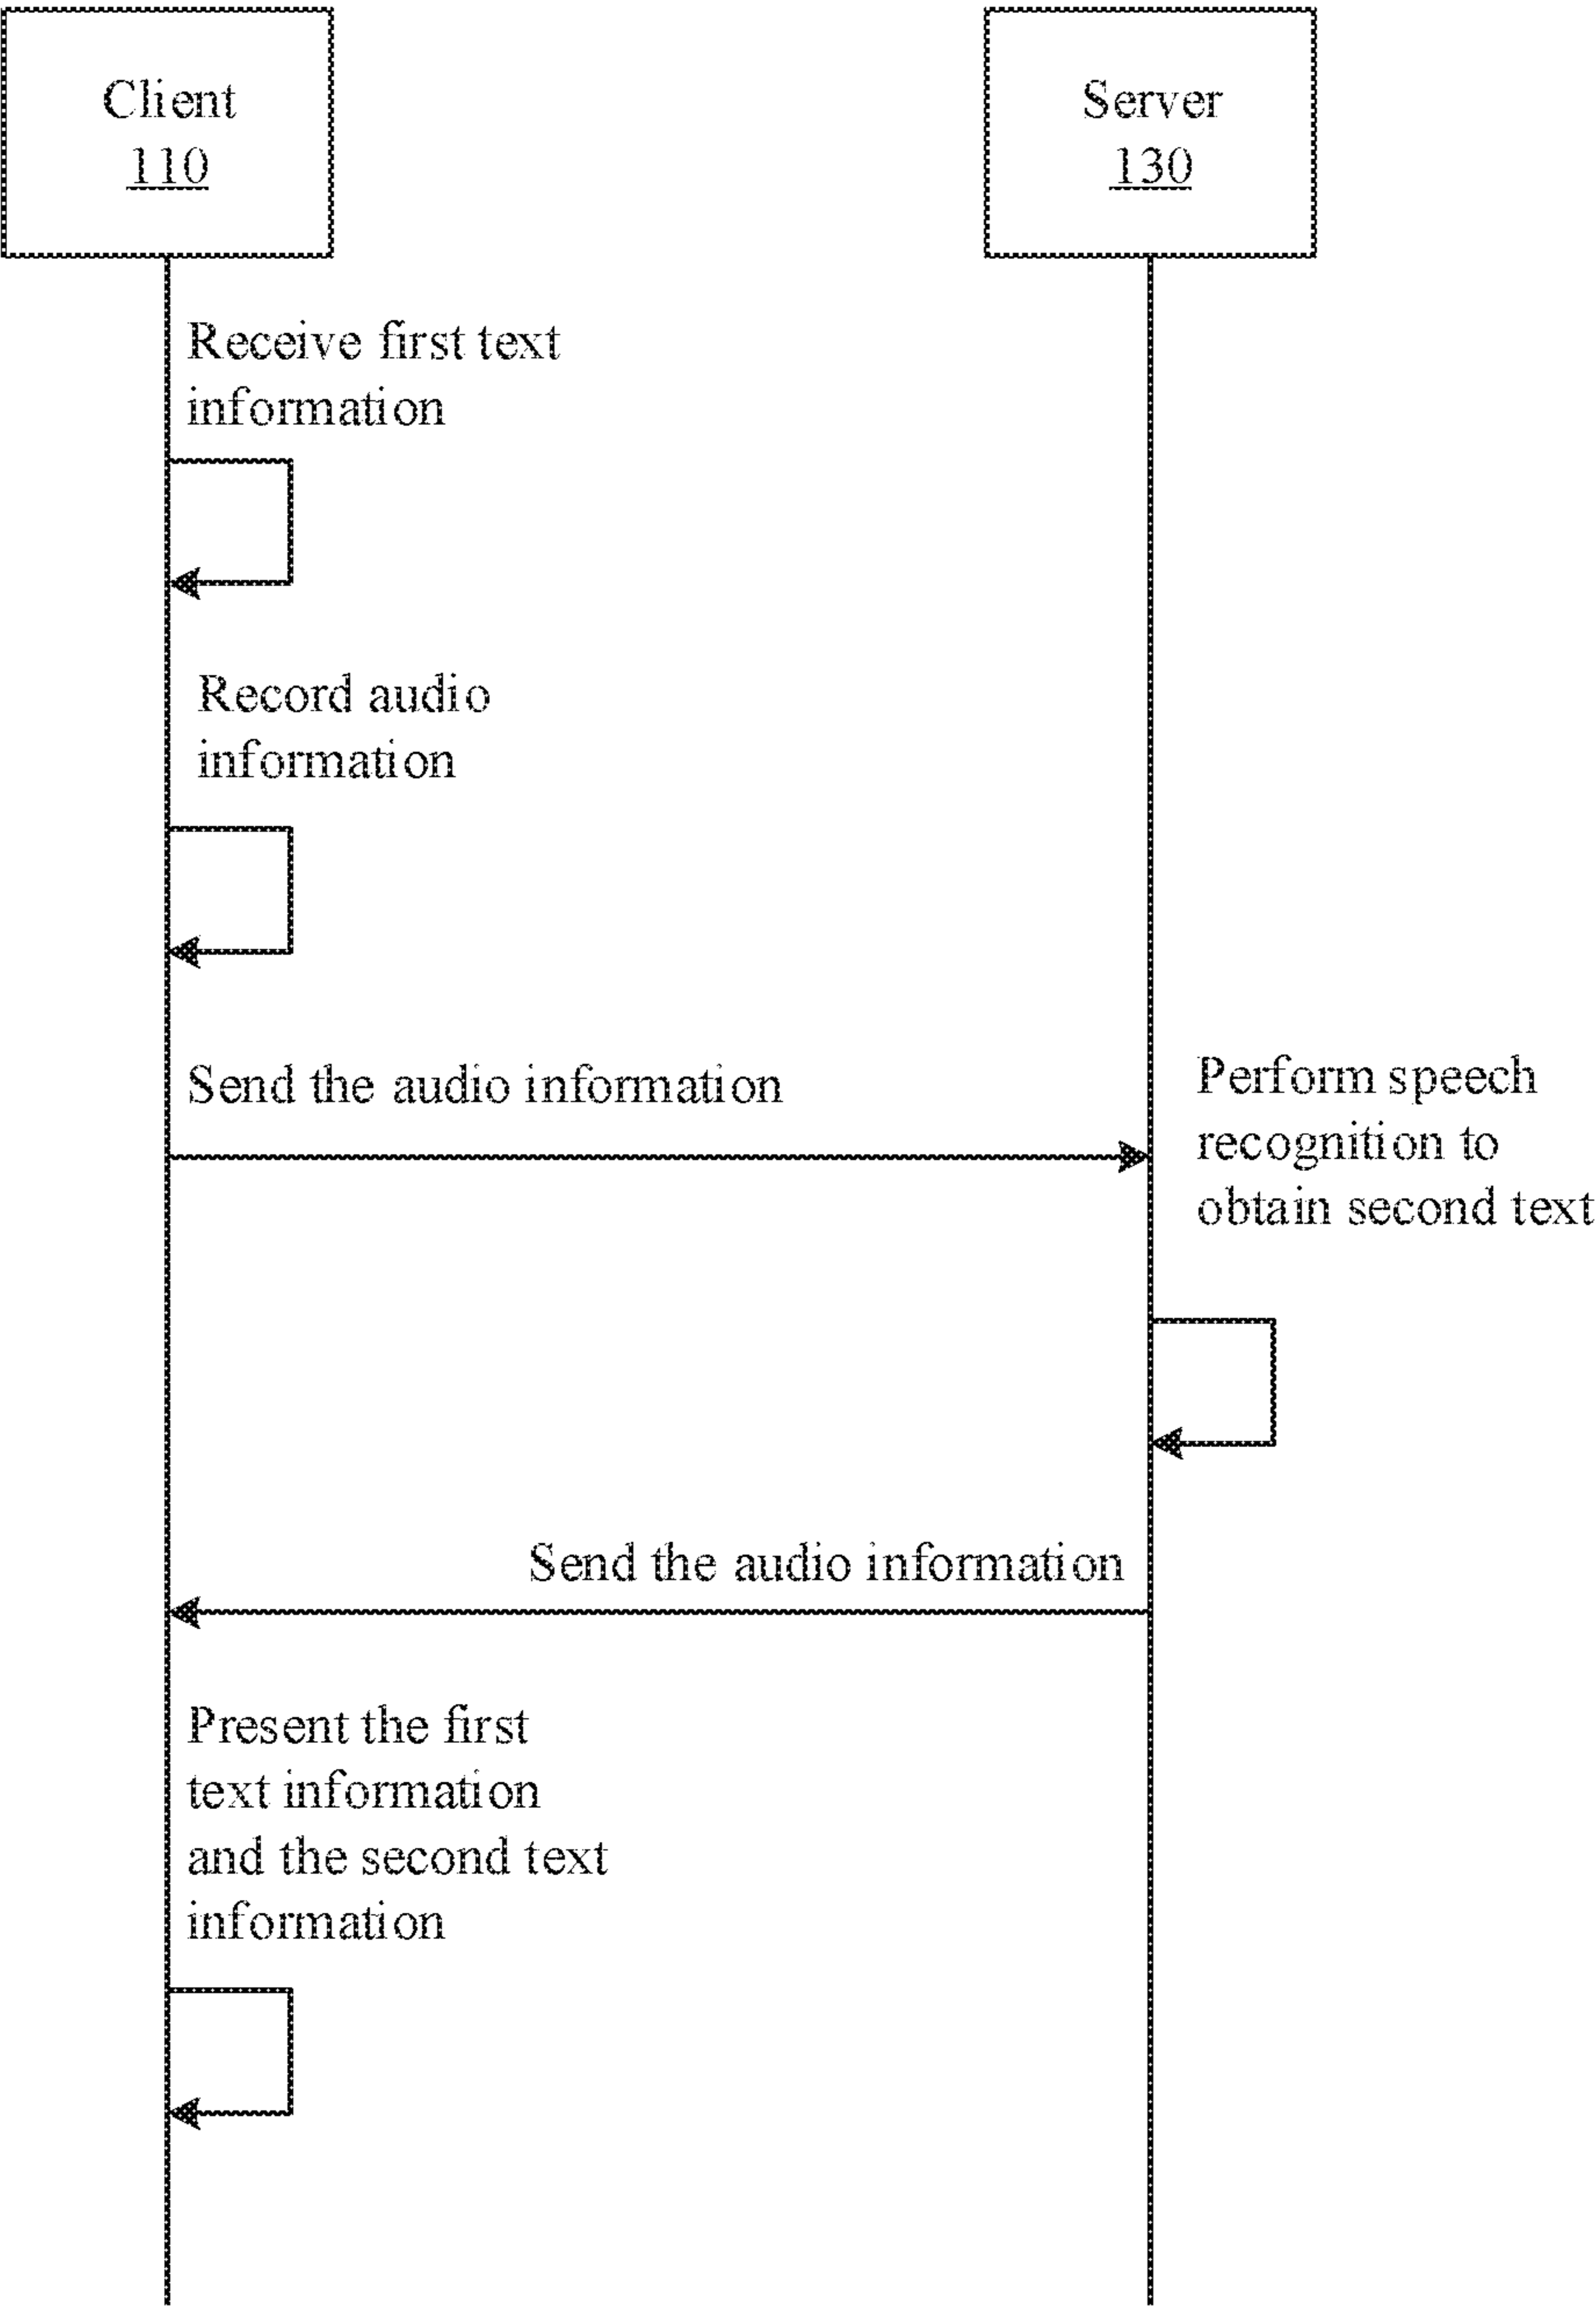 Client
110
Server
130
Receive first text
information
Record audio
information
Send the audio information
Perform speech
recognition to
obtain second text
Send the audio information
Present the first
text information
and the second text
information